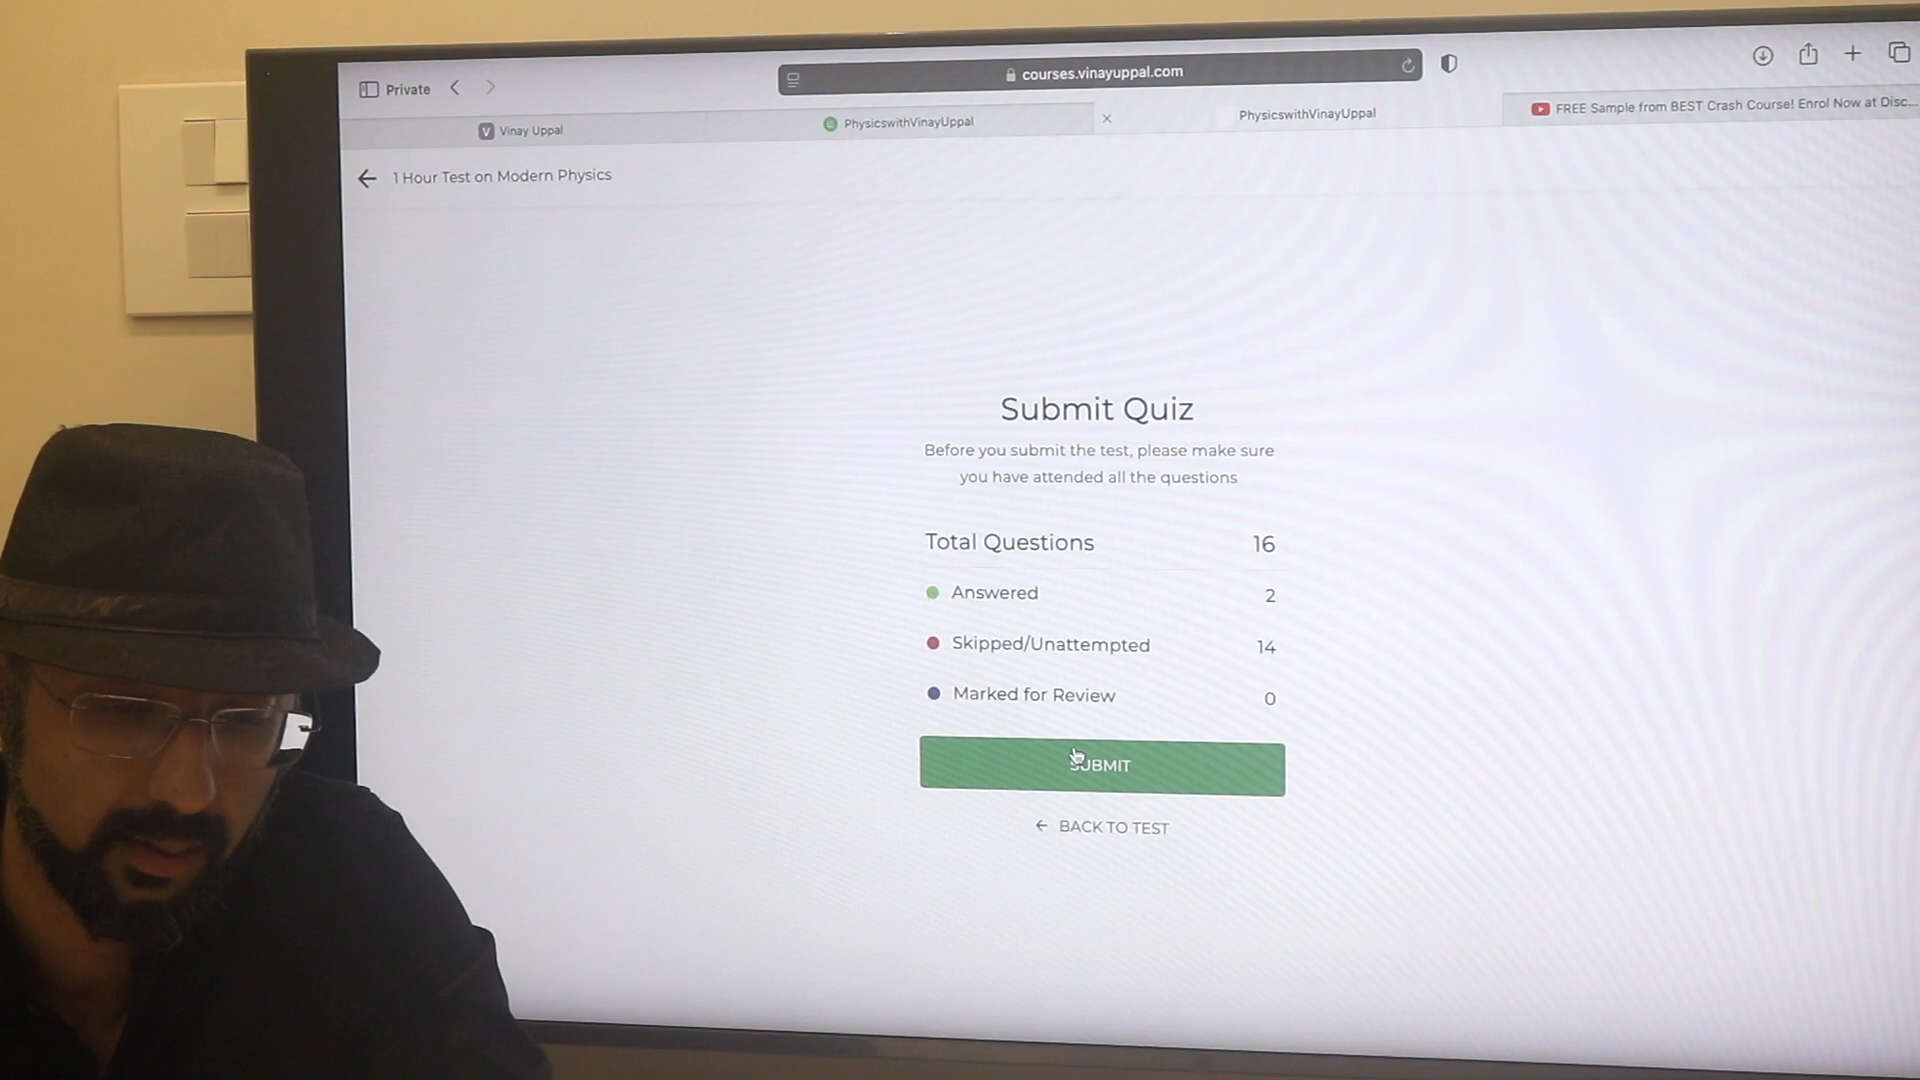 Private
courses.vinayuppal.com
V Vinay Uppal
PhysicswithVinayUppal
PhysicswithVinayUppal
FREE Sample from BEST Crash Course! Enrol Now at Disc...
1 Hour Test on Modern Physics
Submit Quiz
Before you submit the test, please make sure
you have attended all the questions
Total Questions 16
Answered 2
Skipped/Unattempted 14
Marked for Review 0
SUBMIT
BACK TO TEST